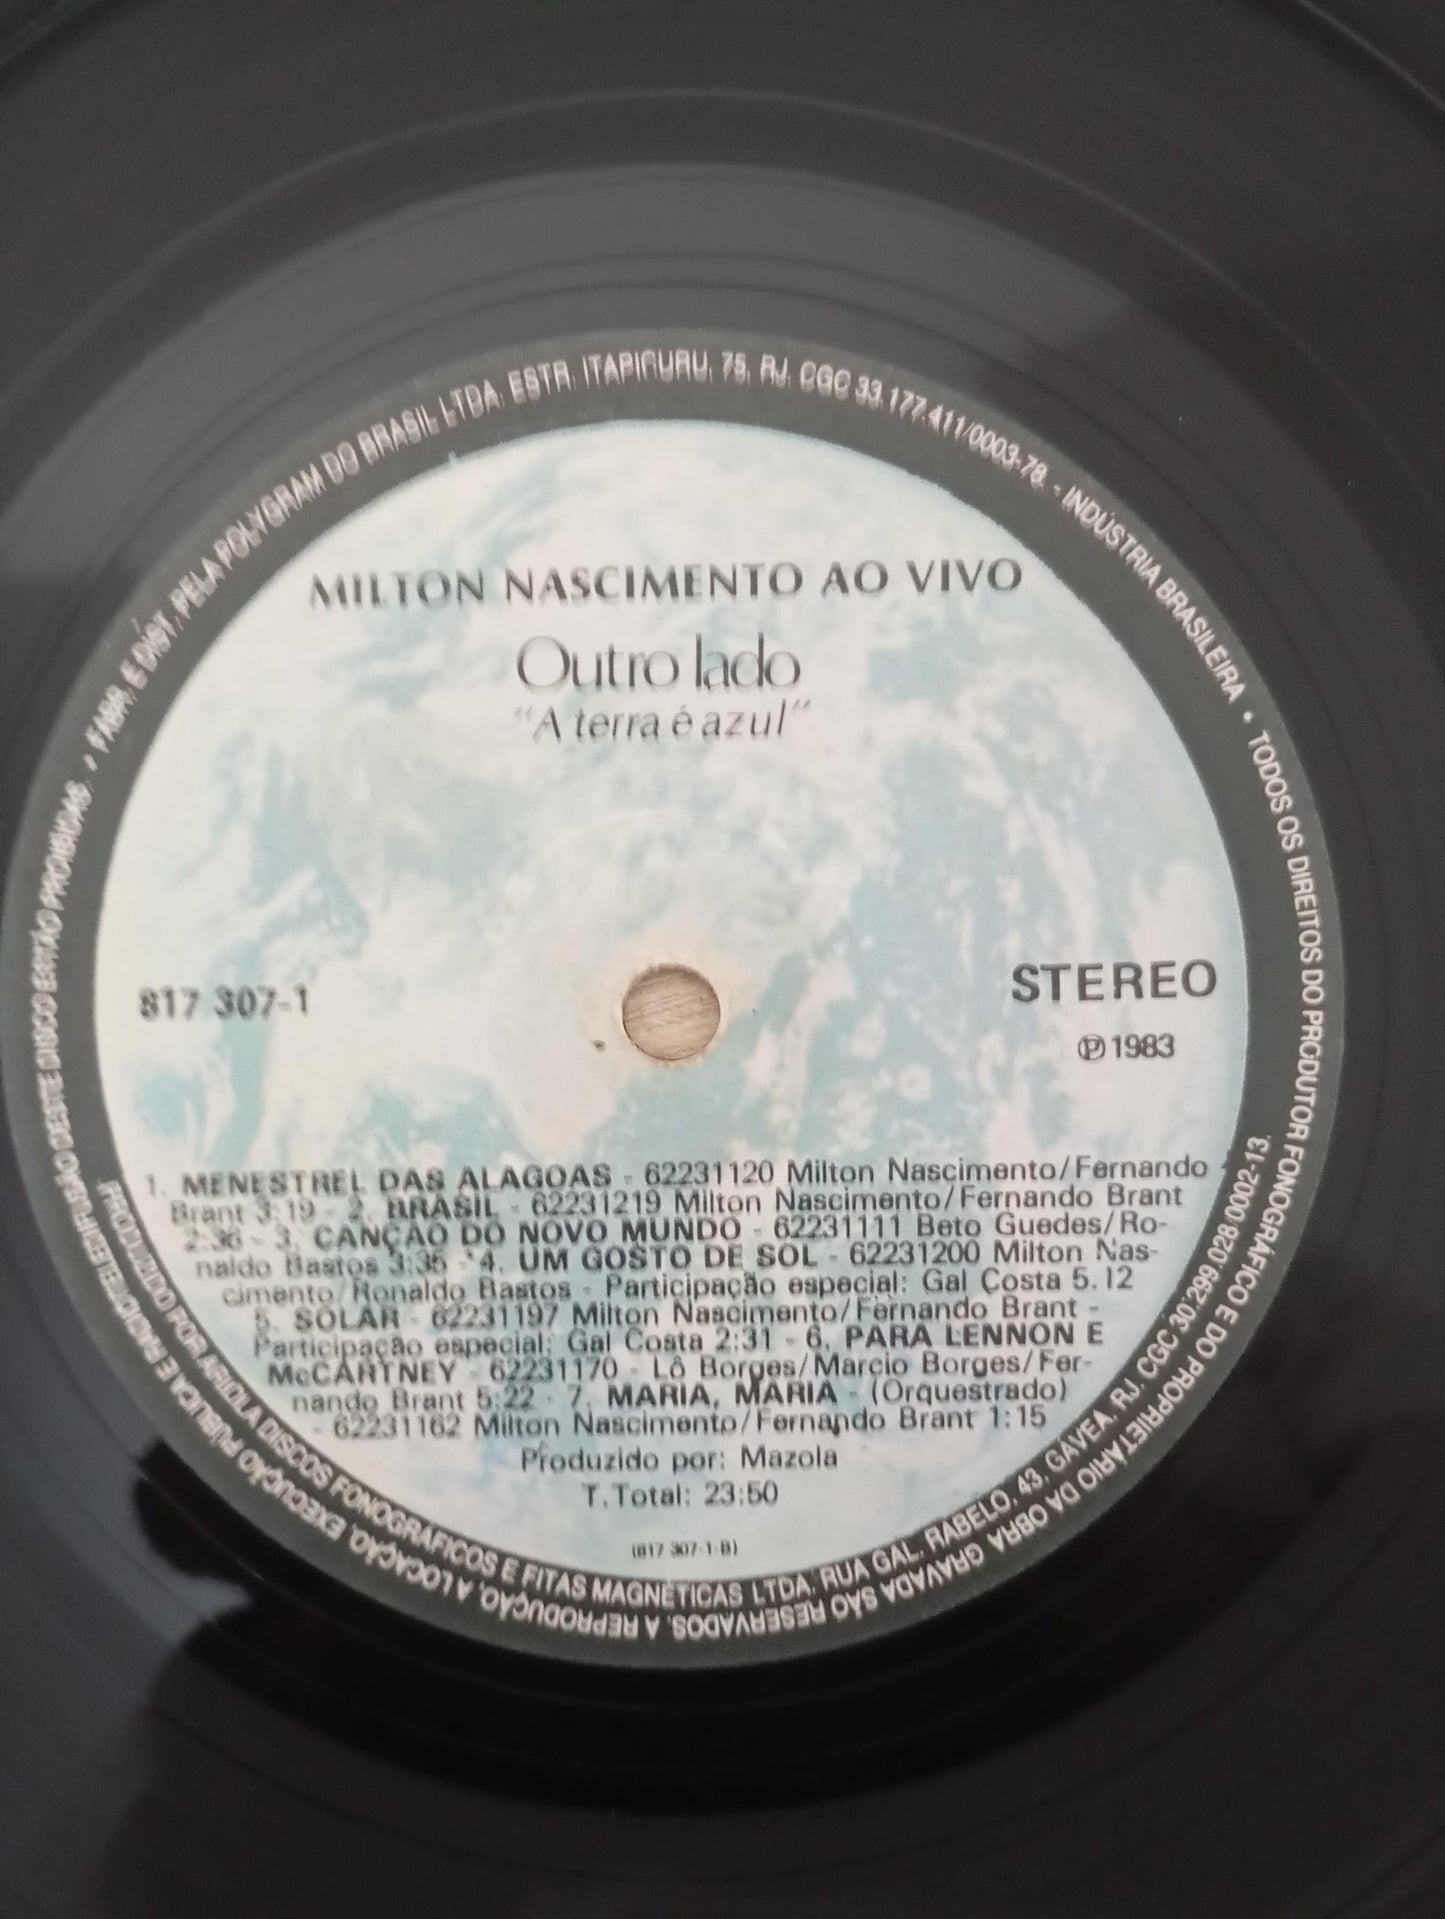 MILTON NASCIMENTO AO VIVO
Outro lado
"A terra é azul"
817 307-1
STEREO
Ⓟ 1983
1. MENESTREL DAS ALAGOAS - 62231120 Milton Nascimento/Fernando
Brant 3:19 - 2. BRASIL - 62231219 Milton Nascimento/Fernando Brant
2:36 - 3. CANÇÃO DO NOVO MUNDO - 62231111 Beto Guedes/Ro-
naldo Bastos 3:36 - 4. UM GOSTO DE SOL - 62231200 Milton Nas-
cimento/Ronaldo Bastos - Participação especial: Gal Costa 5.12
5. SOLAR - 62231197 Milton Nascimento/Fernando Brant -
Participação especial: Gal Costa 2:31 - 6. PARA LENNON E
McCARTNEY - 62231170 - Lô Borges/Marcio Borges/Fer-
nando Brant 5:22 - 7. MARIA, MARIA - (Orquestrado)
- 62231162 Milton Nascimento/Fernando Brant 1:15
Produzido por: Mazola
T. Total: 23:50
(817 307-1-B)
FABR. E DIST. PELA POLYGRAM DO BRASIL LTDA. ESTR. ITAPICURU, 75, RJ. CGC 33.177.411/0003-78. - INDÚSTRIA BRASILEIRA • TODOS OS DIREITOS DO PRODUTOR FONOGRÁFICO E DO PROPRIETÁRIO DA OBRA GRAVADA SÃO RESERVADOS. A REPRODUÇÃO, A LOCAÇÃO, EXECUÇÃO PÚBLICA E RADIOTELEDIFUSÃO DESTE DISCO ESTÃO PROIBIDAS.
PRODUZIDO POR ARIOLA DISCOS FONOGRÁFICOS E FITAS MAGNÉTICAS LTDA. RUA GAL. RABELO, 43, GÁVEA. RJ. CGC 30.299.028/0002-13.